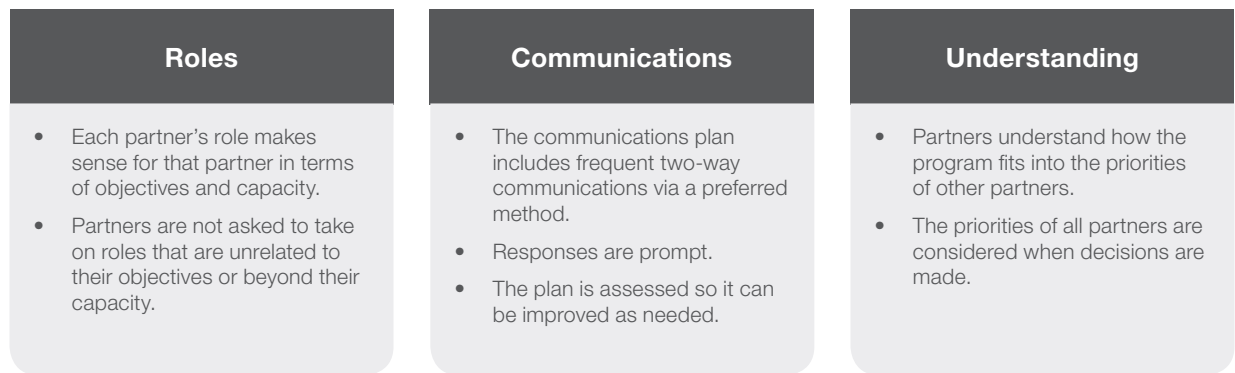 Roles
• Each partner’s role makes
sense for that partner in terms
of objectives and capacity.
• Partners are not asked to take
on roles that are unrelated to
their objectives or beyond their
capacity.
Communications
• The communications plan
includes frequent two-way
communications via a preferred
method.
• Responses are prompt.
• The plan is assessed so it can
be improved as needed.
Understanding
• Partners understand how the
program fits into the priorities
of other partners.
• The priorities of all partners are
considered when decisions are
made.